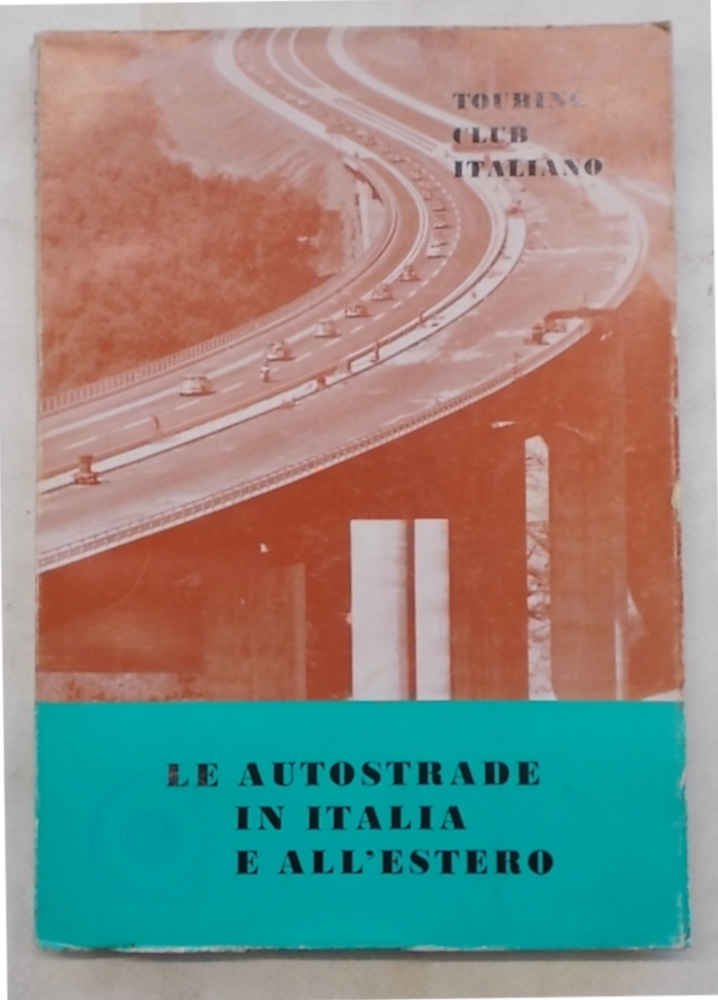 TOURING
CLUB
ITALIANO
LE AUTOSTRADE
IN ITALIA
E ALL'ESTERO